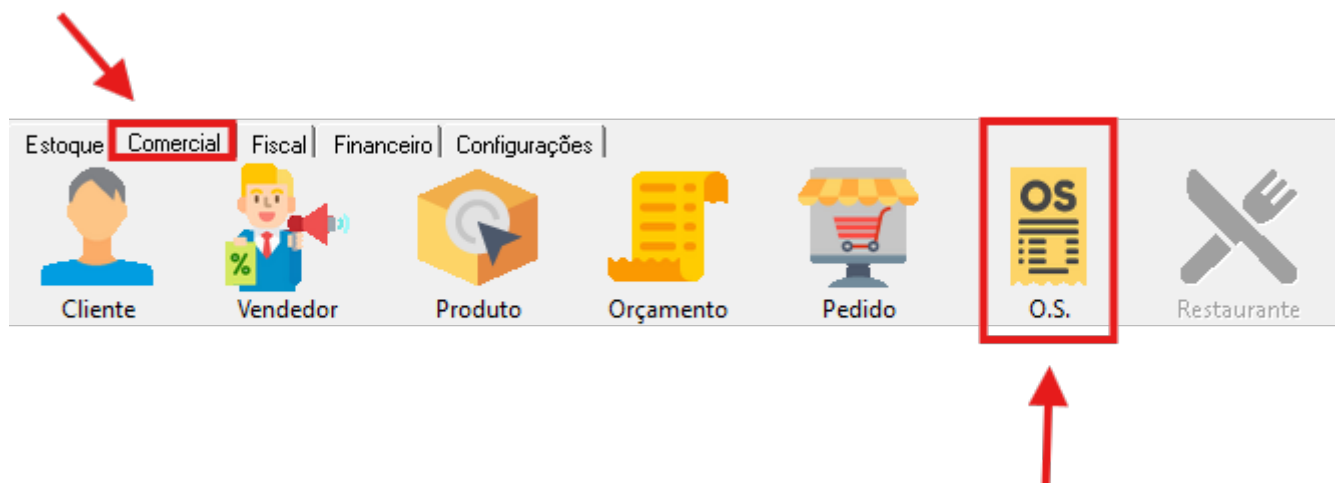 Estoque Comercial Fiscal Financeiro Configurações
%
OS
Cliente Vendedor Produto Orçamento Pedido O.S. Restaurante